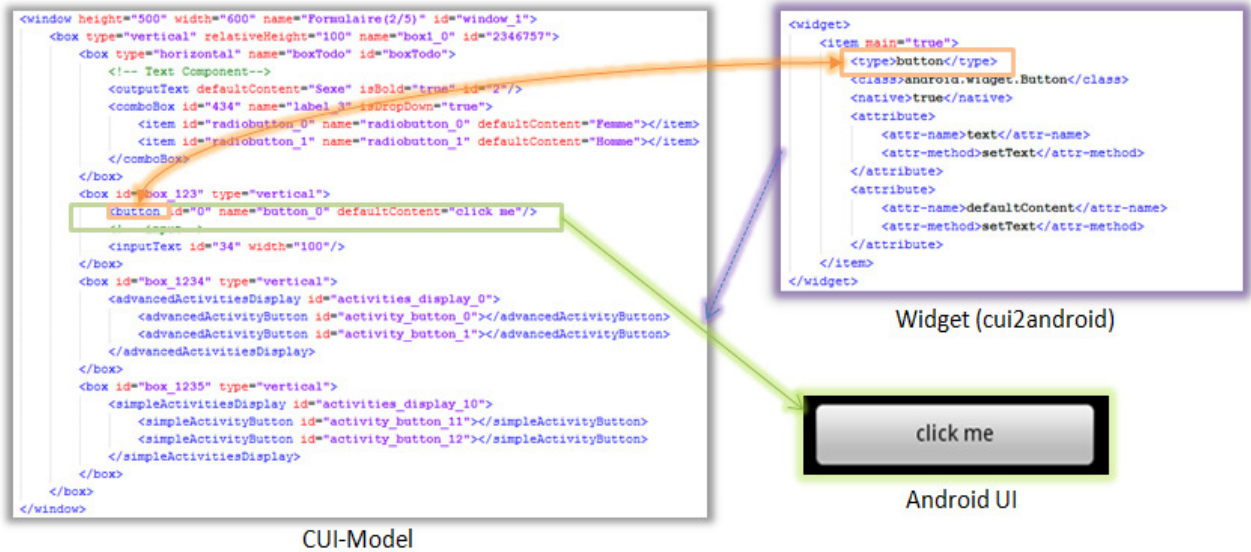 <window height="500" width="600" name="Formulaire(2/5)" id="window_1">
<box type="vertical" relativeHeight="100" name="box1_0" id="2346757">
<box type="horizontal" name="boxTodo" id="boxTodo">
<!-- Text Component-->
<outputText defaultContent="Sexe" isBold="true" id="2"/>
<comboBox id="434" name="label_3" isDropDown="true">
<item id="radiobutton_0" name="radiobutton_0" defaultContent="Femme"></item>
<item id="radiobutton_1" name="radiobutton_1" defaultContent="Homme"></item>
</comboBox>
</box>
<box id="box_123" type="vertical">
<button id="0" name="button_0" defaultContent="click me"/>
<!-- input-->
<inputText id="34" width="100"/>
</box>
<box id="box_1234" type="vertical">
<advancedActivitiesDisplay id="activities_display_0">
<advancedActivityButton id="activity_button_0"></advancedActivityButton>
<advancedActivityButton id="activity_button_1"></advancedActivityButton>
</advancedActivitiesDisplay>
</box>
<box id="box_1235" type="vertical">
<simpleActivitiesDisplay id="activities_display_10">
<simpleActivityButton id="activity_button_11"></simpleActivityButton>
<simpleActivityButton id="activity_button_12"></simpleActivityButton>
</simpleActivitiesDisplay>
</box>
</box>
</window>
CUI-Model
<widget>
<item main="true">
<type>button</type>
<class>android.widget.Button</class>
<native>true</native>
<attribute>
<attr-name>text</attr-name>
<attr-method>setText</attr-method>
</attribute>
<attribute>
<attr-name>defaultContent</attr-name>
<attr-method>setText</attr-method>
</attribute>
</item>
</widget>
Widget (cui2android)
click me
Android UI